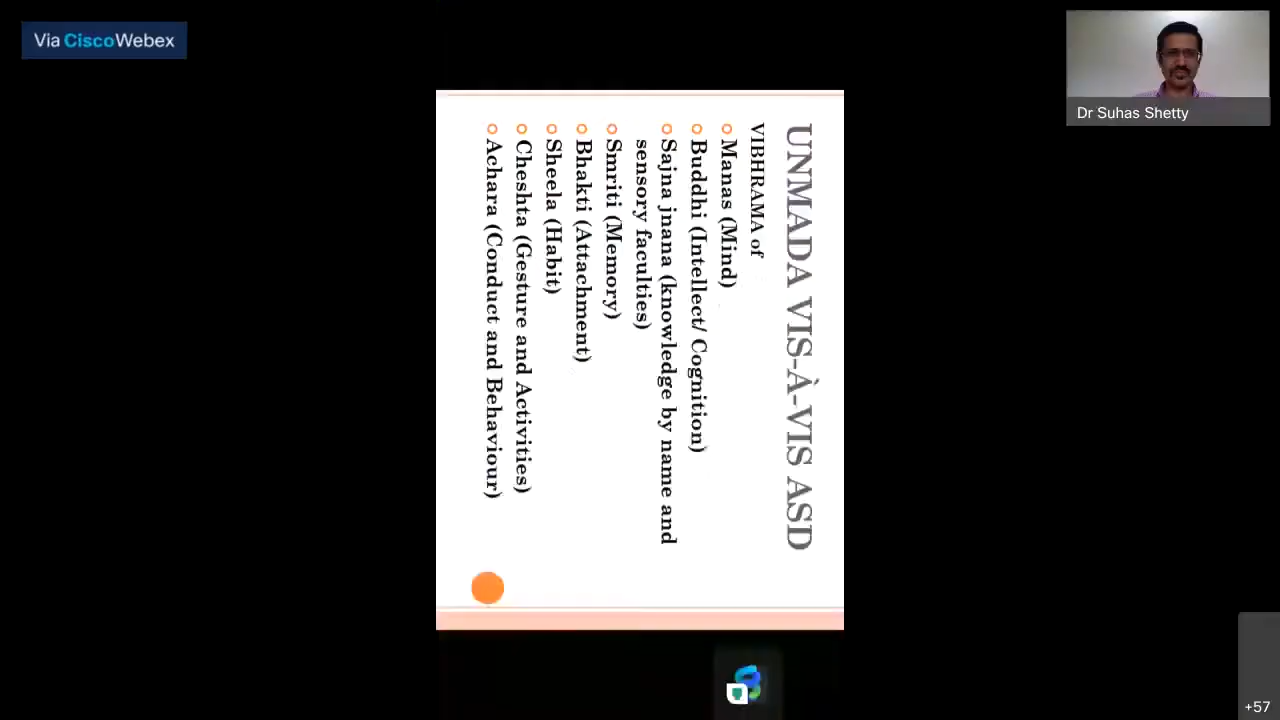 Via CiscoWebex
Dr Suhas Shetty
UNMADA VIS-À-VIS ASD
VIBHRAMA of
Manas (Mind)
Buddhi (Intellect/ Cognition)
Sajna jnana (knowledge by name and
sensory faculties)
Smriti (Memory)
Bhakti (Attachment)
Sheela (Habit)
Cheshta (Gesture and Activities)
Achara (Conduct and Behaviour)
+57